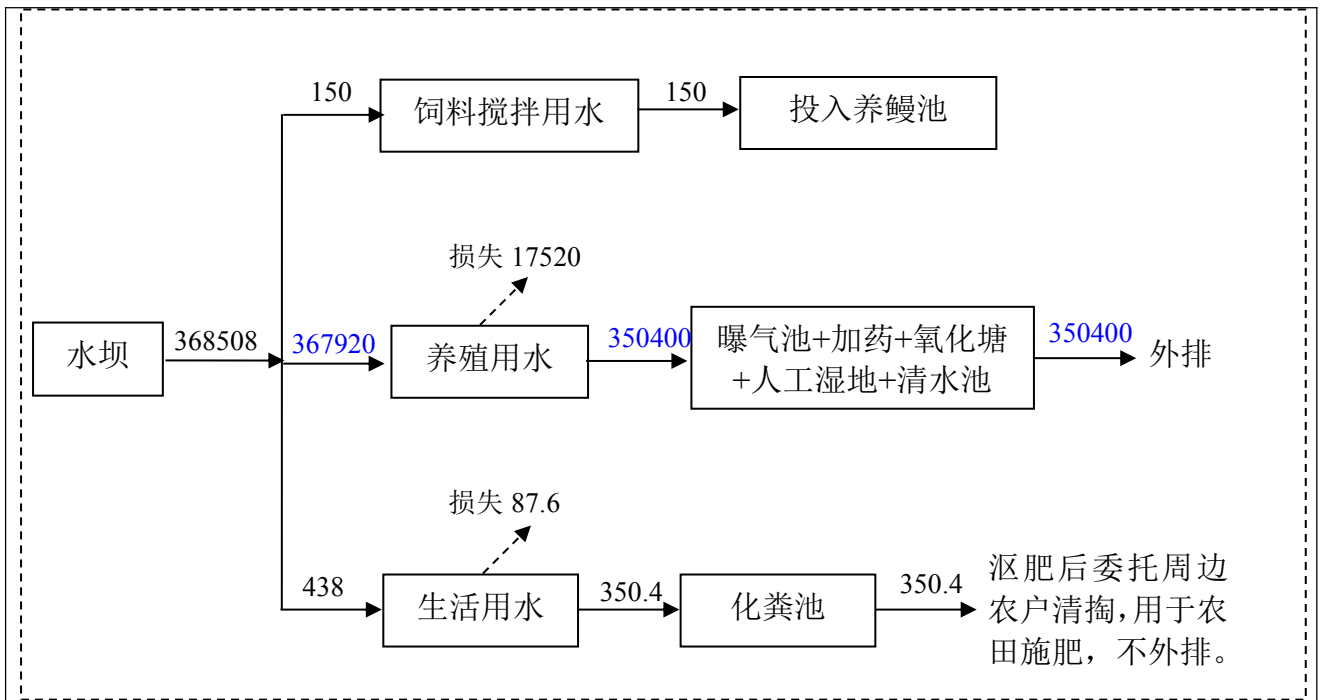 150
饲料搅拌用水
150
投入养鳗池
损失 17520
水坝
368508
367920
养殖用水
350400
曝气池+加药+氧化塘
+人工湿地+清水池
350400
外排
损失 87.6
438
生活用水
350.4
化粪池
350.4
沤肥后委托周边
农户清掏,用于农
田施肥，不外排。